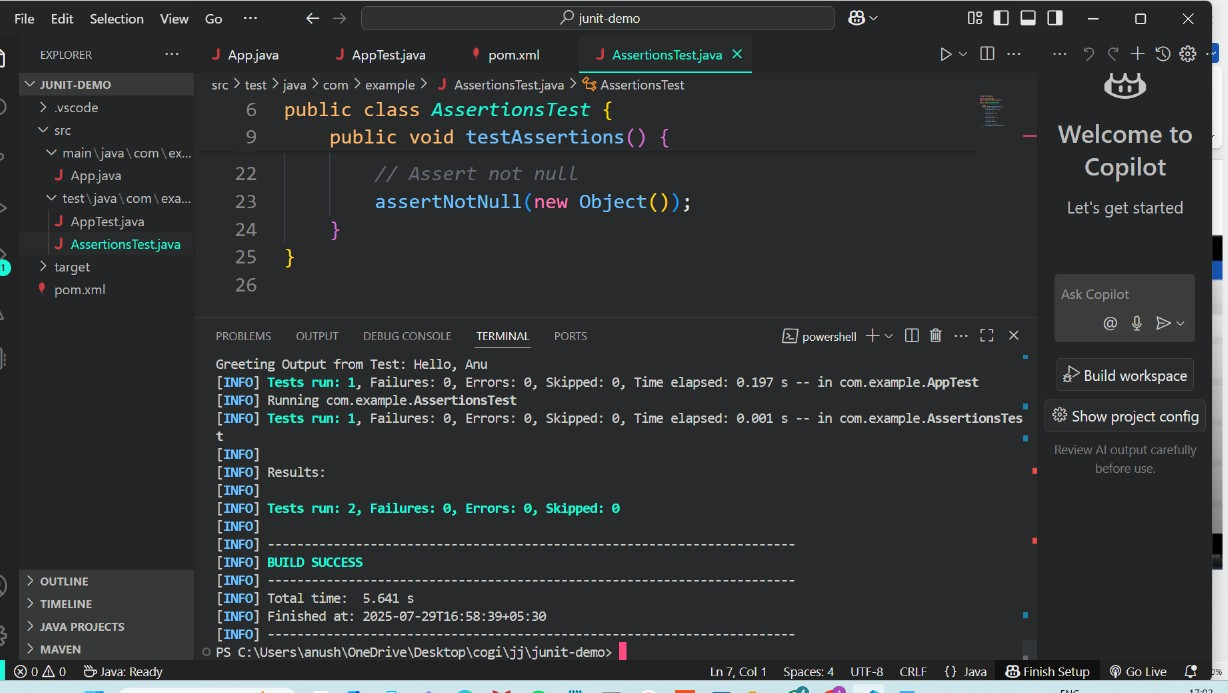 File Edit Selection View Go ··· junit-demo
EXPLORER ···
App.java AppTest.java pom.xml AssertionsTest.java
JUNIT-DEMO
.vscode
src
main\java\com\ex...
App.java
test\java\com\exa...
AppTest.java
AssertionsTest.java
target
pom.xml
OUTLINE
TIMELINE
JAVA PROJECTS
MAVEN
1
src > test > java > com > example > AssertionsTest.java > AssertionsTest
6 public class AssertionsTest {
9 public void testAssertions() {
22 // Assert not null
23 assertNotNull(new Object());
24 }
25 }
26
PROBLEMS OUTPUT DEBUG CONSOLE TERMINAL PORTS powershell
Greeting Output from Test: Hello, Anu
[INFO] Tests run: 1, Failures: 0, Errors: 0, Skipped: 0, Time elapsed: 0.197 s -- in com.example.AppTest
[INFO] Running com.example.AssertionsTest
[INFO] Tests run: 1, Failures: 0, Errors: 0, Skipped: 0, Time elapsed: 0.001 s -- in com.example.AssertionsTes
t
[INFO]
[INFO] Results:
[INFO]
[INFO] Tests run: 2, Failures: 0, Errors: 0, Skipped: 0
[INFO]
[INFO] ------------------------------------------------------------------------
[INFO] BUILD SUCCESS
[INFO] ------------------------------------------------------------------------
[INFO] Total time:  5.641 s
[INFO] Finished at: 2025-07-29T16:58:39+05:30
[INFO] ------------------------------------------------------------------------
PS C:\Users\anush\OneDrive\Desktop\cogi\jj\junit-demo>
Welcome to
Copilot
Let's get started
Ask Copilot
@
Build workspace
Show project config
Review AI output carefully
before use.
0 0 Java: Ready Ln 7, Col 1 Spaces: 4 UTF-8 CRLF {} Java Finish Setup Go Live